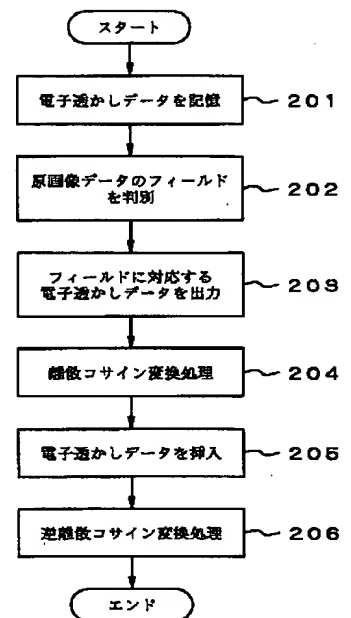 スタート
電子透かしデータを記憶 201
原画像データのフィールド
を判別 202
フィールドに対応する
電子透かしデータを出力 203
離散コサイン変換処理 204
電子透かしデータを挿入 205
逆離散コサイン変換処理 206
エンド